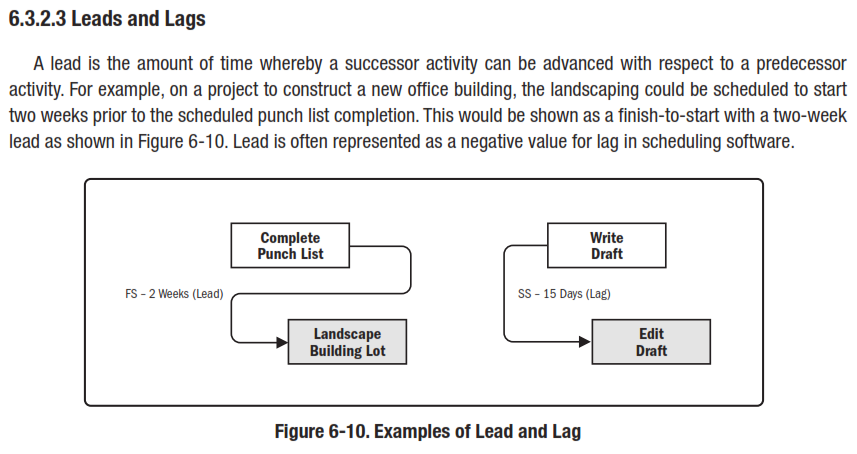 6.3.2.3 Leads and Lags
A lead is the amount of time whereby a successor activity can be advanced with respect to a predecessor
activity. For example, on a project to construct a new office building, the landscaping could be scheduled to start
two weeks prior to the scheduled punch list completion. This would be shown as a finish-to-start with a two-week
lead as shown in Figure 6-10. Lead is often represented as a negative value for lag in scheduling software.
Complete
Punch List
FS – 2 Weeks (Lead)
Landscape
Building Lot
Write
Draft
SS – 15 Days (Lag)
Edit
Draft
Figure 6-10. Examples of Lead and Lag